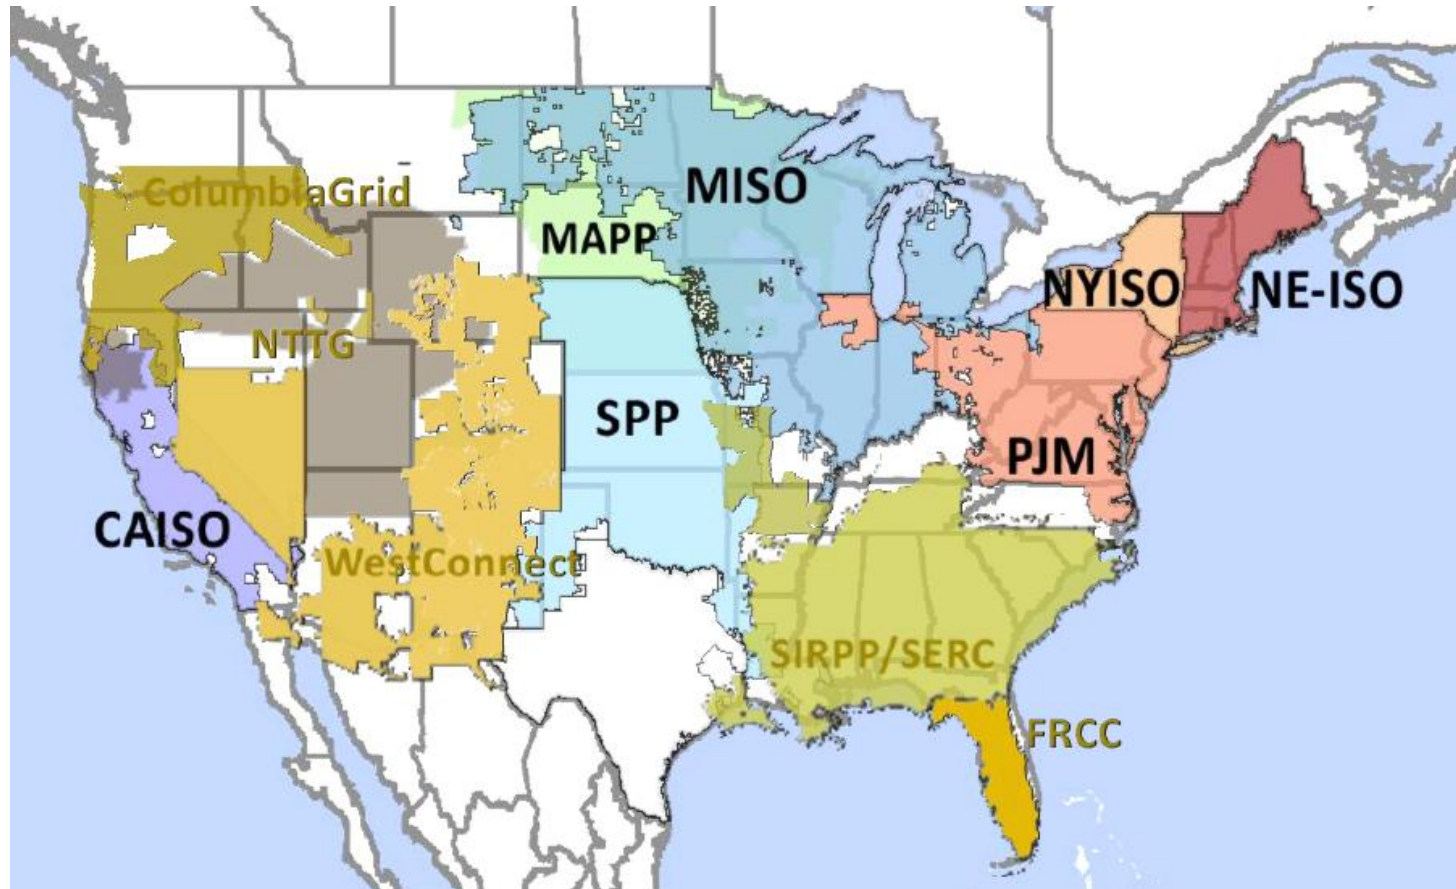 ColumbiaGrid
MISO
MAPP
NYISO
NE-ISO
NTTG
SPP
PJM
CAISO
WestConnect
SIRPP/SERC
FRCC